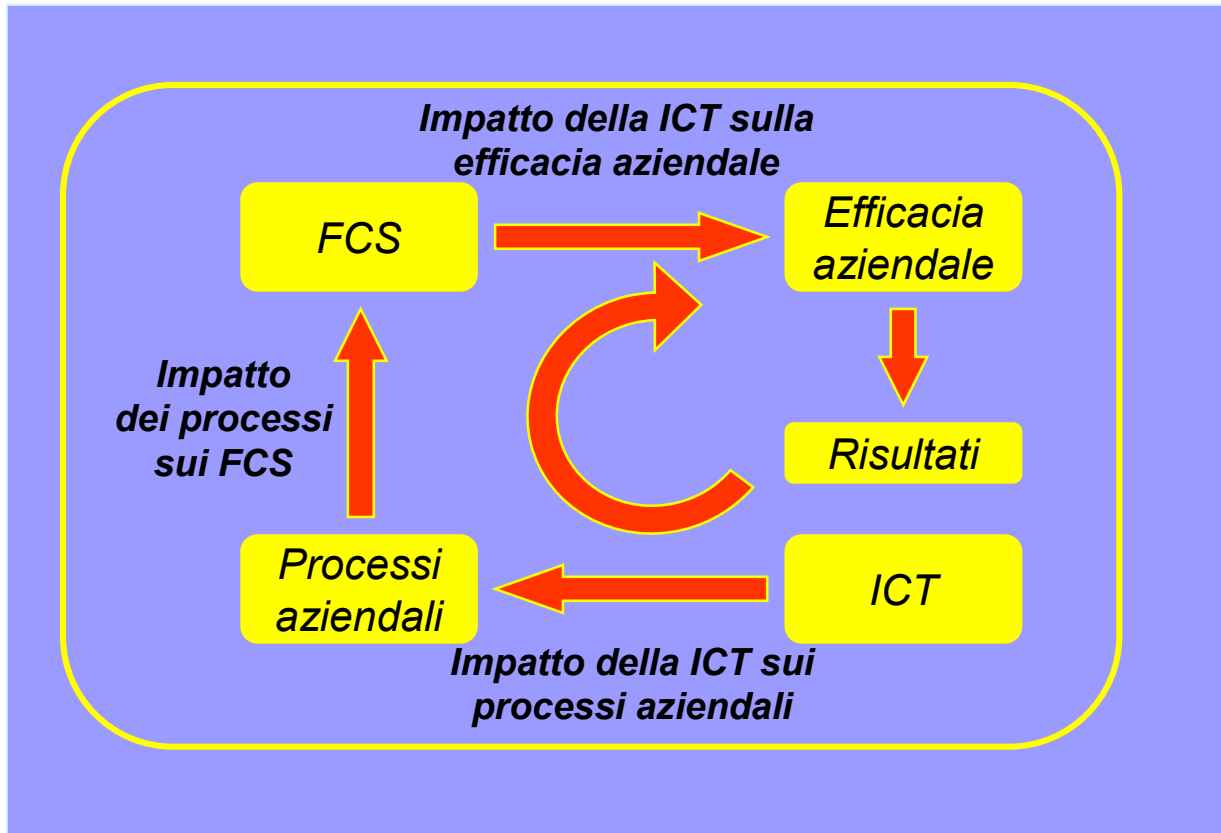 Impatto della ICT sulla
efficacia aziendale
FCS
Efficacia
aziendale
Impatto
dei processi
sui FCS
Risultati
Processi
aziendali
ICT
Impatto della ICT sui
processi aziendali